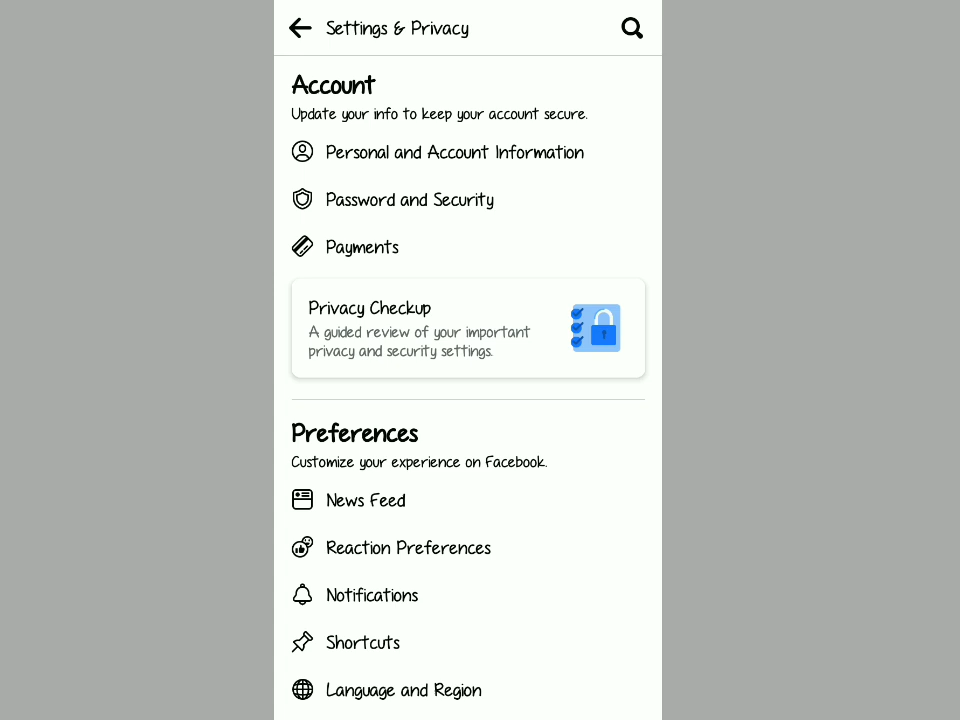 Settings & Privacy
Account
Update your info to keep your account secure.
Personal and Account Information
Password and Security
Payments
Privacy Checkup
A guided review of your important
privacy and security settings.
Preferences
Customize your experience on Facebook.
News Feed
Reaction Preferences
Notifications
Shortcuts
Language and Region